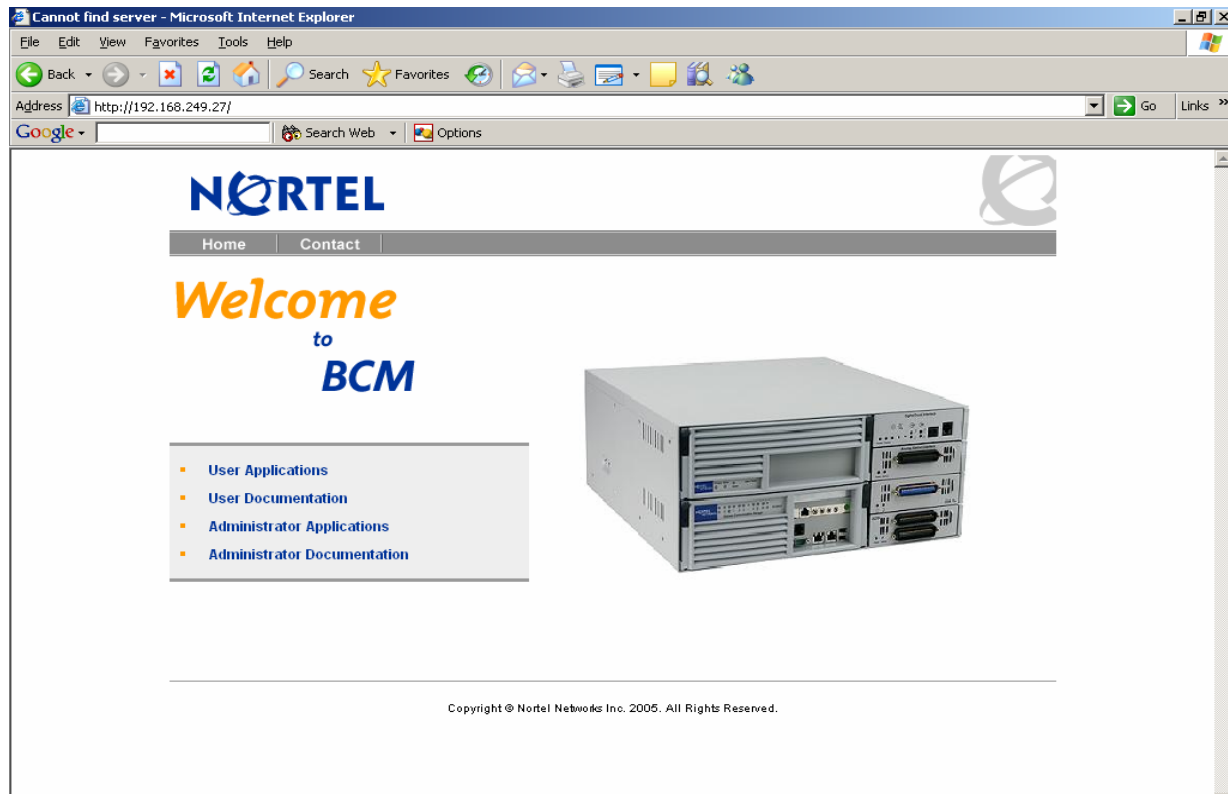 Cannot find server - Microsoft Internet Explorer
File Edit View Favorites Tools Help
Back Search Favorites
Address http://192.168.249.27/ Go Links »
Google Search Web Options
NORTEL
Home Contact
Welcome
to
BCM
User Applications
User Documentation
Administrator Applications
Administrator Documentation
Copyright © Nortel Networks Inc. 2005. All Rights Reserved.